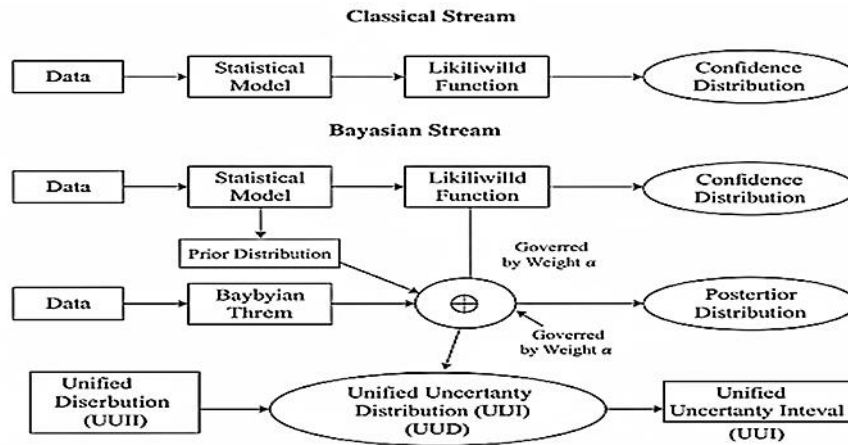 Classical Stream
Data
Statistical
Model
Likiliwilld
Function
Confidence
Distribution
Bayasian Stream
Data
Statistical
Model
Likiliwilld
Function
Confidence
Distribution
Prior Distribution
Goverred
by Weight α
Data
Baybyian
Threm
⊕
Postertior
Distribution
Goverred
by Weight α
Unified
Diserbution
(UUII)
Unified Uncertanty
Distribution (UDI)
(UUD)
Unified
Uncertanty Inteval
(UUI)